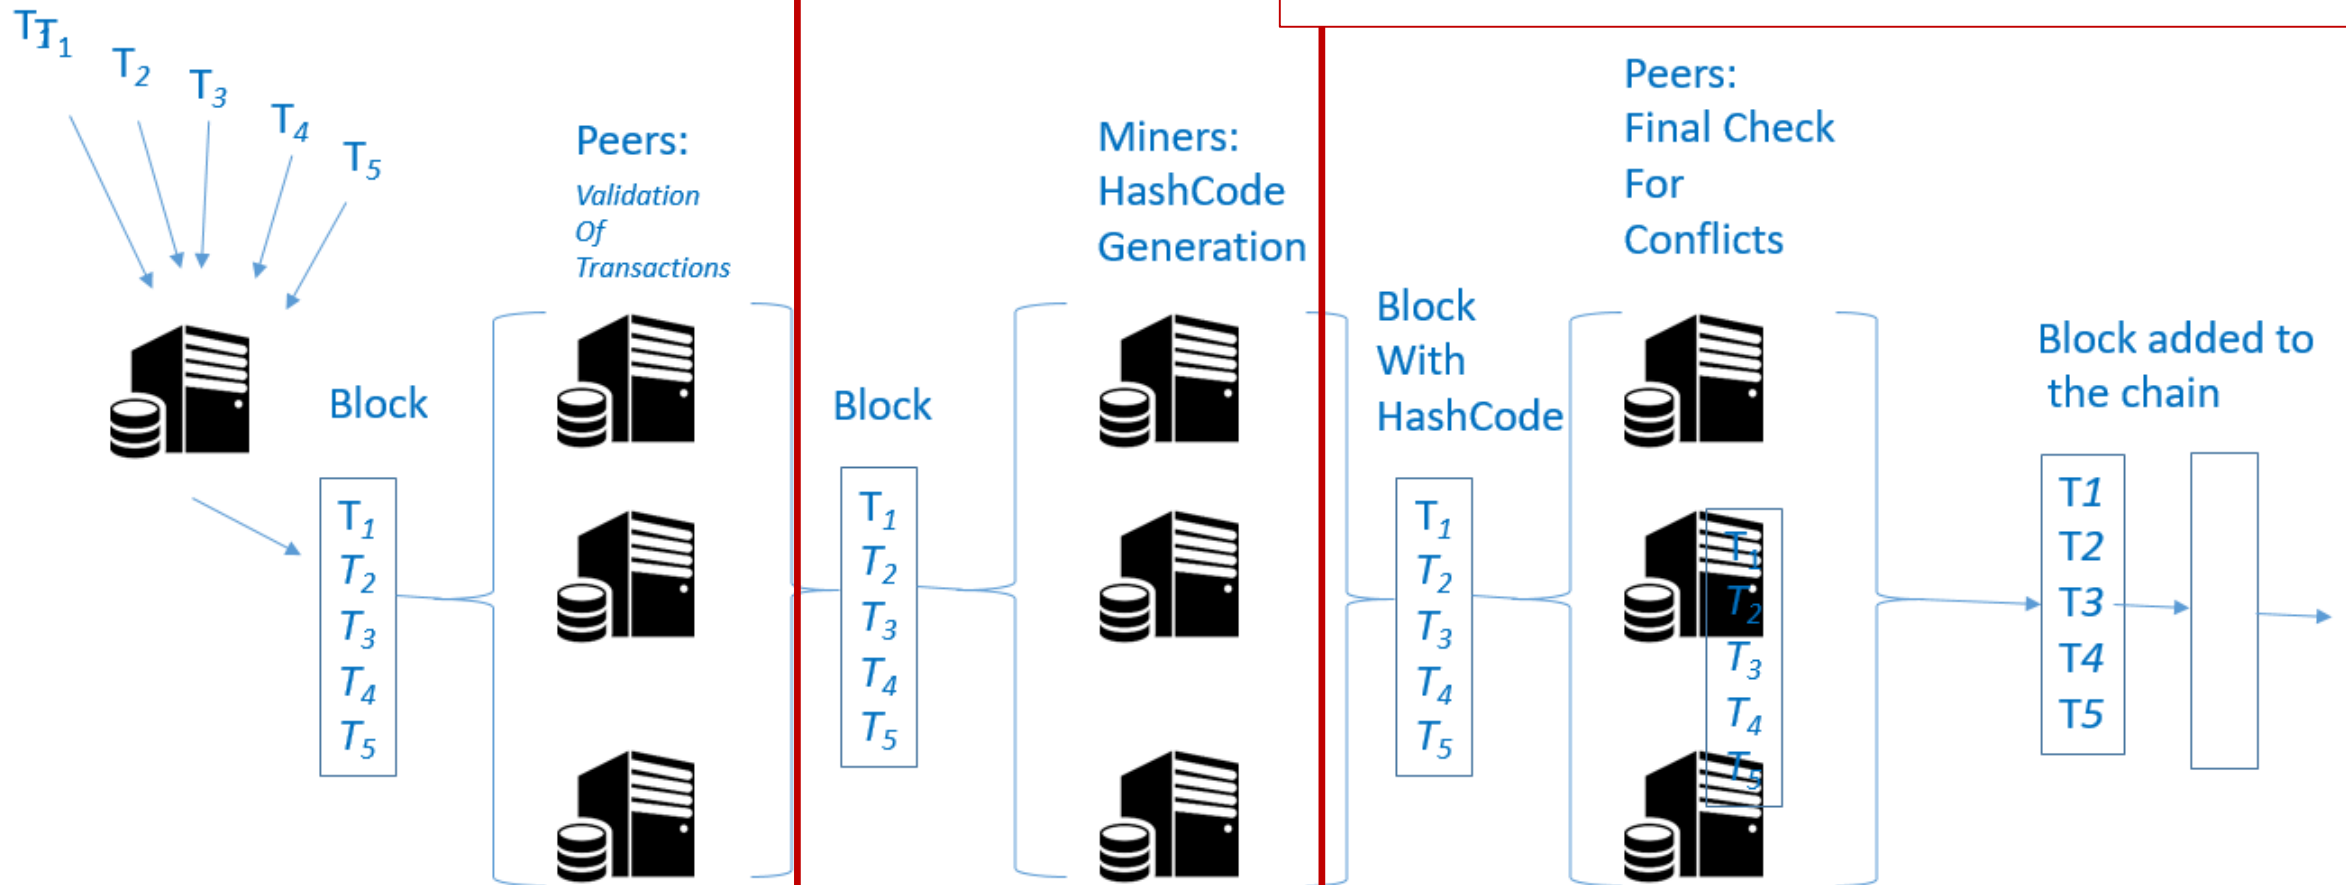 T1
T1
T2
T3
T4
T5
Peers:
Validation
Of
Transactions
Block
T1
T2
T3
T4
T5
Block
T1
T2
T3
T4
T5
Miners:
HashCode
Generation
Block
With
HashCode
T1
T2
T3
T4
T5
Peers:
Final Check
For
Conflicts
T1
T2
T3
T4
T5
Block added to
the chain
T1
T2
T3
T4
T5